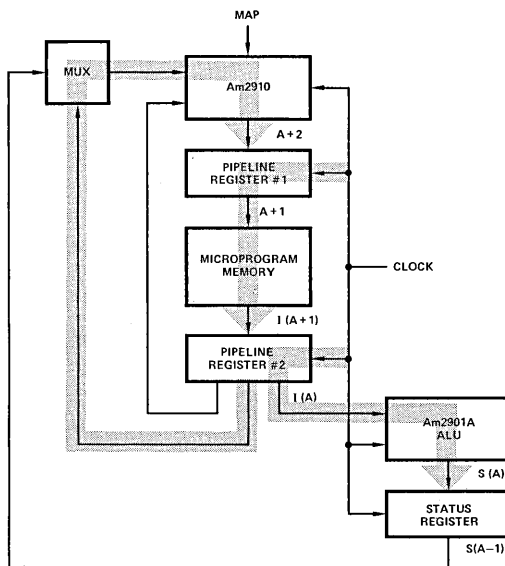 MAP
MUX
Am2910
A+2
PIPELINE
REGISTER #1
A+1
MICROPROGRAM
MEMORY
CLOCK
I (A+1)
PIPELINE
REGISTER #2
I (A)
Am2901A
ALU
S (A)
STATUS
REGISTER
S(A−1)